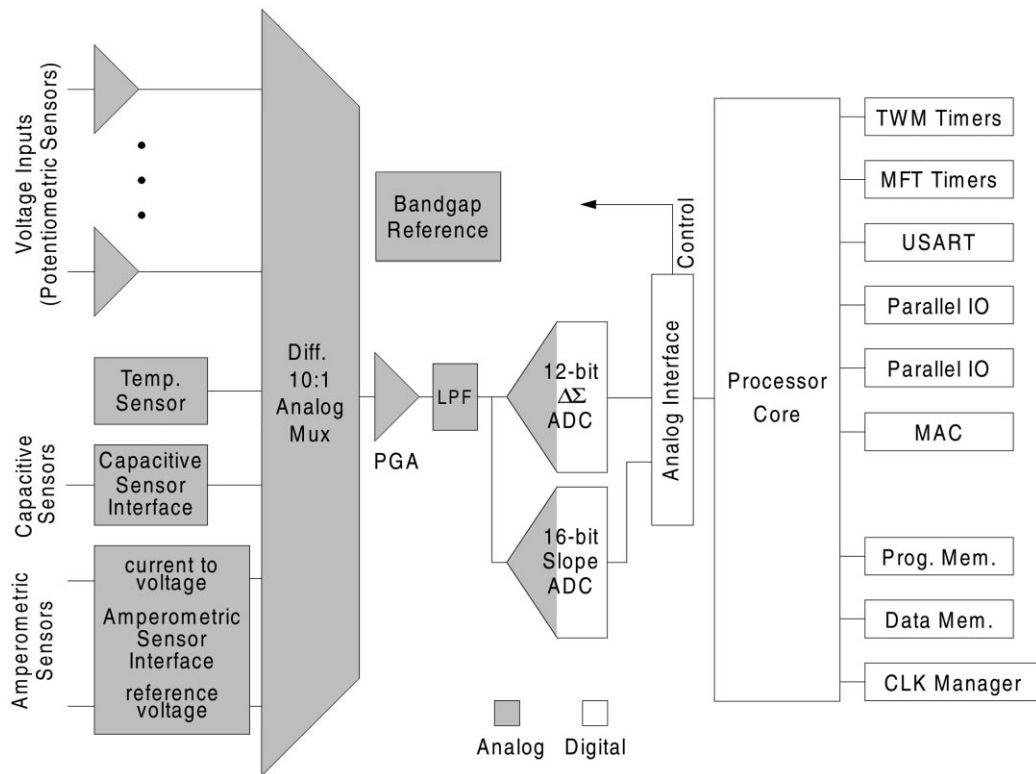 Voltage Inputs
(Potentiometric Sensors)
Temp.
Sensor
Capacitive
Sensors
Capacitive
Sensor
Interface
Amperometric
Sensors
current to
voltage
Amperometric
Sensor
Interface
reference
voltage
Diff.
10:1
Analog
Mux
Bandgap
Reference
PGA
LPF
12-bit
ΔΣ
ADC
16-bit
Slope
ADC
Control
Analog Interface
Processor
Core
TWM Timers
MFT Timers
USART
Parallel IO
Parallel IO
MAC
Prog. Mem.
Data Mem.
CLK Manager
Analog
Digital